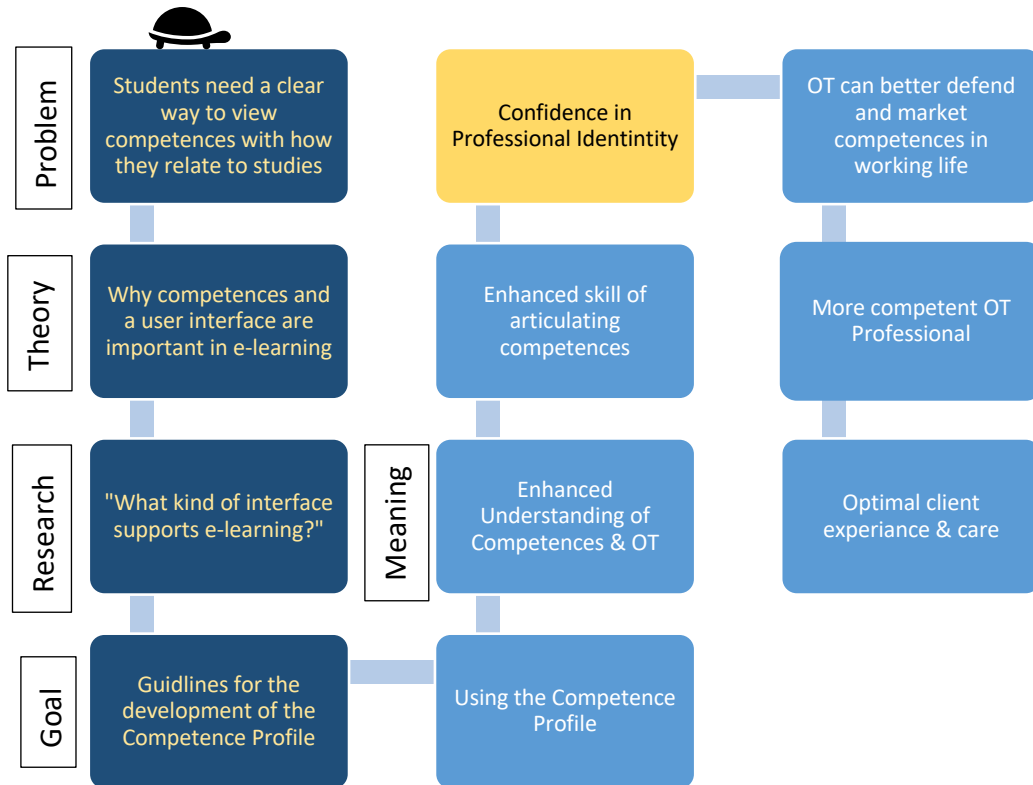 Problem
Students need a clear
way to view
competences with how
they relate to studies
Theory
Why competences and
a user interface are
important in e-learning
Research
"What kind of interface
supports e-learning?"
Goal
Guidlines for the
development of the
Competence Profile
Using the Competence
Profile
Meaning
Enhanced
Understanding of
Competences & OT
Enhanced skill of
articulating
competences
Confidence in
Professional Identintity
OT can better defend
and market
competences in
working life
More competent OT
Professional
Optimal client
experiance & care